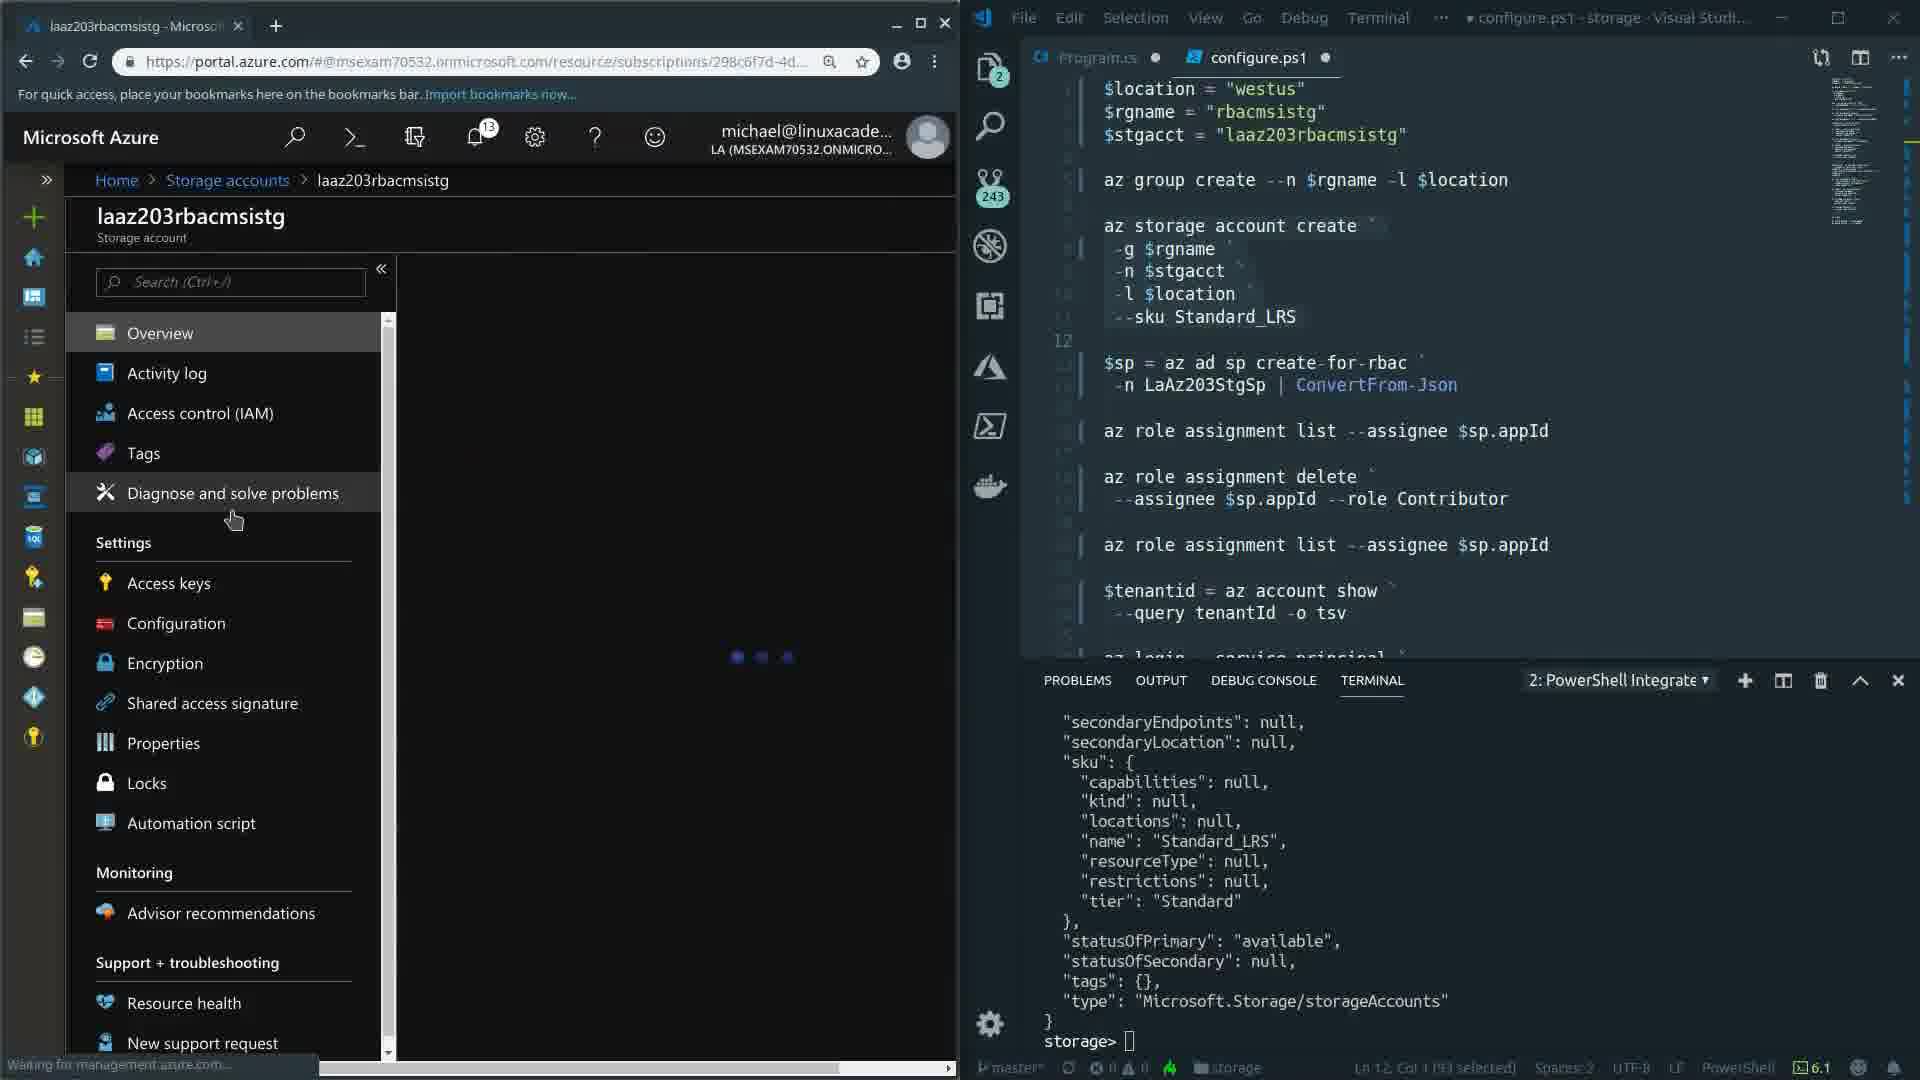 laaz203rbacmsistg - Microsof
https://portal.azure.com/#@msexam70532.onmicrosoft.com/resource/subscriptions/298c6f7d-4d...
For quick access, place your bookmarks here on the bookmarks bar. Import bookmarks now...
Microsoft Azure
13
michael@linuxacade...
LA (MSEXAM70532.ONMICRO...
Home > Storage accounts > laaz203rbacmsistg
laaz203rbacmsistg
Storage account
Search (Ctrl+/)
Overview
Activity log
Access control (IAM)
Tags
Diagnose and solve problems
Settings
Access keys
Configuration
Encryption
Shared access signature
Properties
Locks
Automation script
Monitoring
Advisor recommendations
Support + troubleshooting
Resource health
New support request
Waiting for management.azure.com...
SQL
File Edit Selection View Go Debug Terminal ··· ● configure.ps1 - storage - Visual Studi...
2
243
Program.cs ● configure.ps1 ●
$location = "westus"
$rgname = "rbacmsistg"
$stgacct = "laaz203rbacmsistg"
az group create --n $rgname -l $location
az storage account create `
-g $rgname `
-n $stgacct `
-l $location `
--sku Standard_LRS
12
$sp = az ad sp create-for-rbac `
-n LaAz203StgSp | ConvertFrom-Json
az role assignment list --assignee $sp.appId
az role assignment delete `
--assignee $sp.appId --role Contributor
az role assignment list --assignee $sp.appId
$tenantid = az account show `
--query tenantId -o tsv
az login --service-principal `
PROBLEMS OUTPUT DEBUG CONSOLE TERMINAL 2: PowerShell Integrate
"secondaryEndpoints": null,
"secondaryLocation": null,
"sku": {
"capabilities": null,
"kind": null,
"locations": null,
"name": "Standard_LRS",
"resourceType": null,
"restrictions": null,
"tier": "Standard"
},
"statusOfPrimary": "available",
"statusOfSecondary": null,
"tags": {},
"type": "Microsoft.Storage/storageAccounts"
}
storage>
master* 0 0 storage Ln 12, Col 1 (93 selected) Spaces: 2 UTF-8 LF PowerShell 6.1